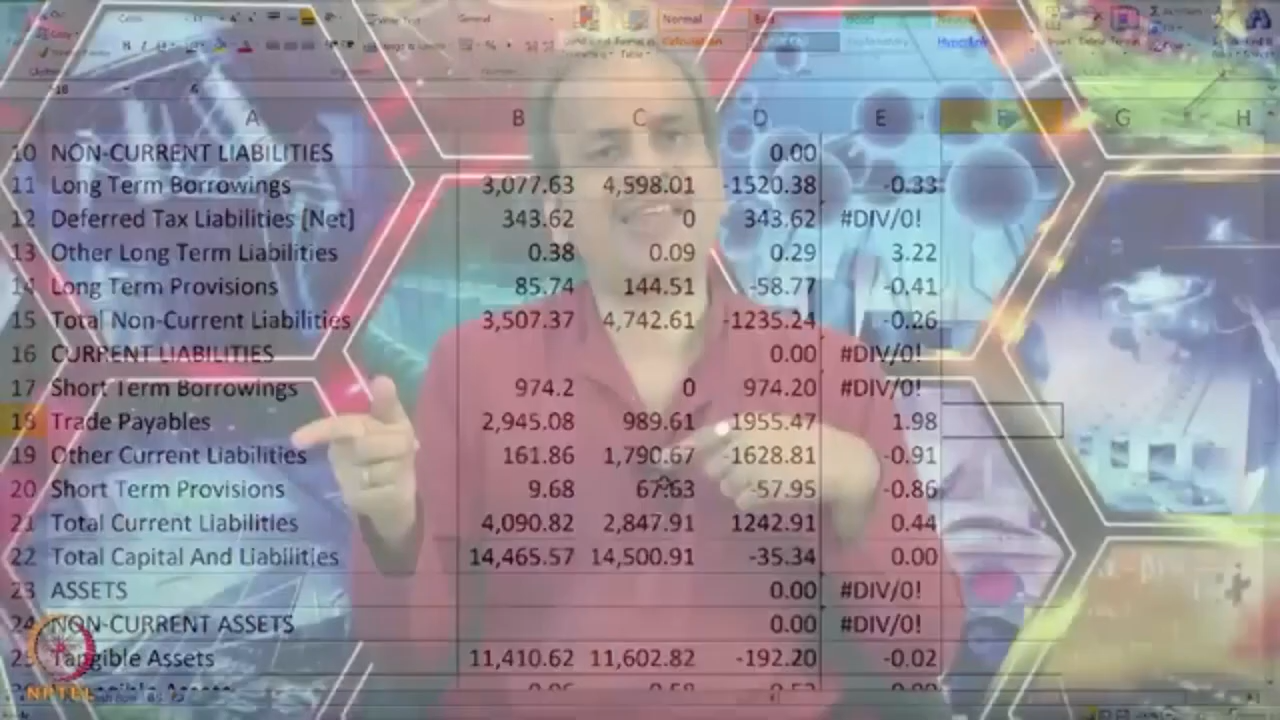 General
Normal
Bad
Good
Neutral
Calculation
Explanatory
Hyperlink
A B C D E F G H
10 NON-CURRENT LIABILITIES 0.00
11 Long Term Borrowings 3,077.63 4,598.01 -1520.38 -0.33
12 Deferred Tax Liabilities [Net] 343.62 0 343.62 #DIV/0!
13 Other Long Term Liabilities 0.38 0.09 0.29 3.22
14 Long Term Provisions 85.74 144.51 -58.77 -0.41
15 Total Non-Current Liabilities 3,507.37 4,742.61 -1235.24 -0.26
16 CURRENT LIABILITIES 0.00 #DIV/0!
17 Short Term Borrowings 974.2 0 974.20 #DIV/0!
18 Trade Payables 2,945.08 989.61 1955.47 1.98
19 Other Current Liabilities 161.86 1,790.67 -1628.81 -0.91
20 Short Term Provisions 9.68 67.63 -57.95 -0.86
21 Total Current Liabilities 4,090.82 2,847.91 1242.91 0.44
22 Total Capital And Liabilities 14,465.57 14,500.91 -35.34 0.00
23 ASSETS 0.00 #DIV/0!
24 NON-CURRENT ASSETS 0.00 #DIV/0!
25 Tangible Assets 11,410.62 11,602.82 -192.20 -0.02
NPTEL